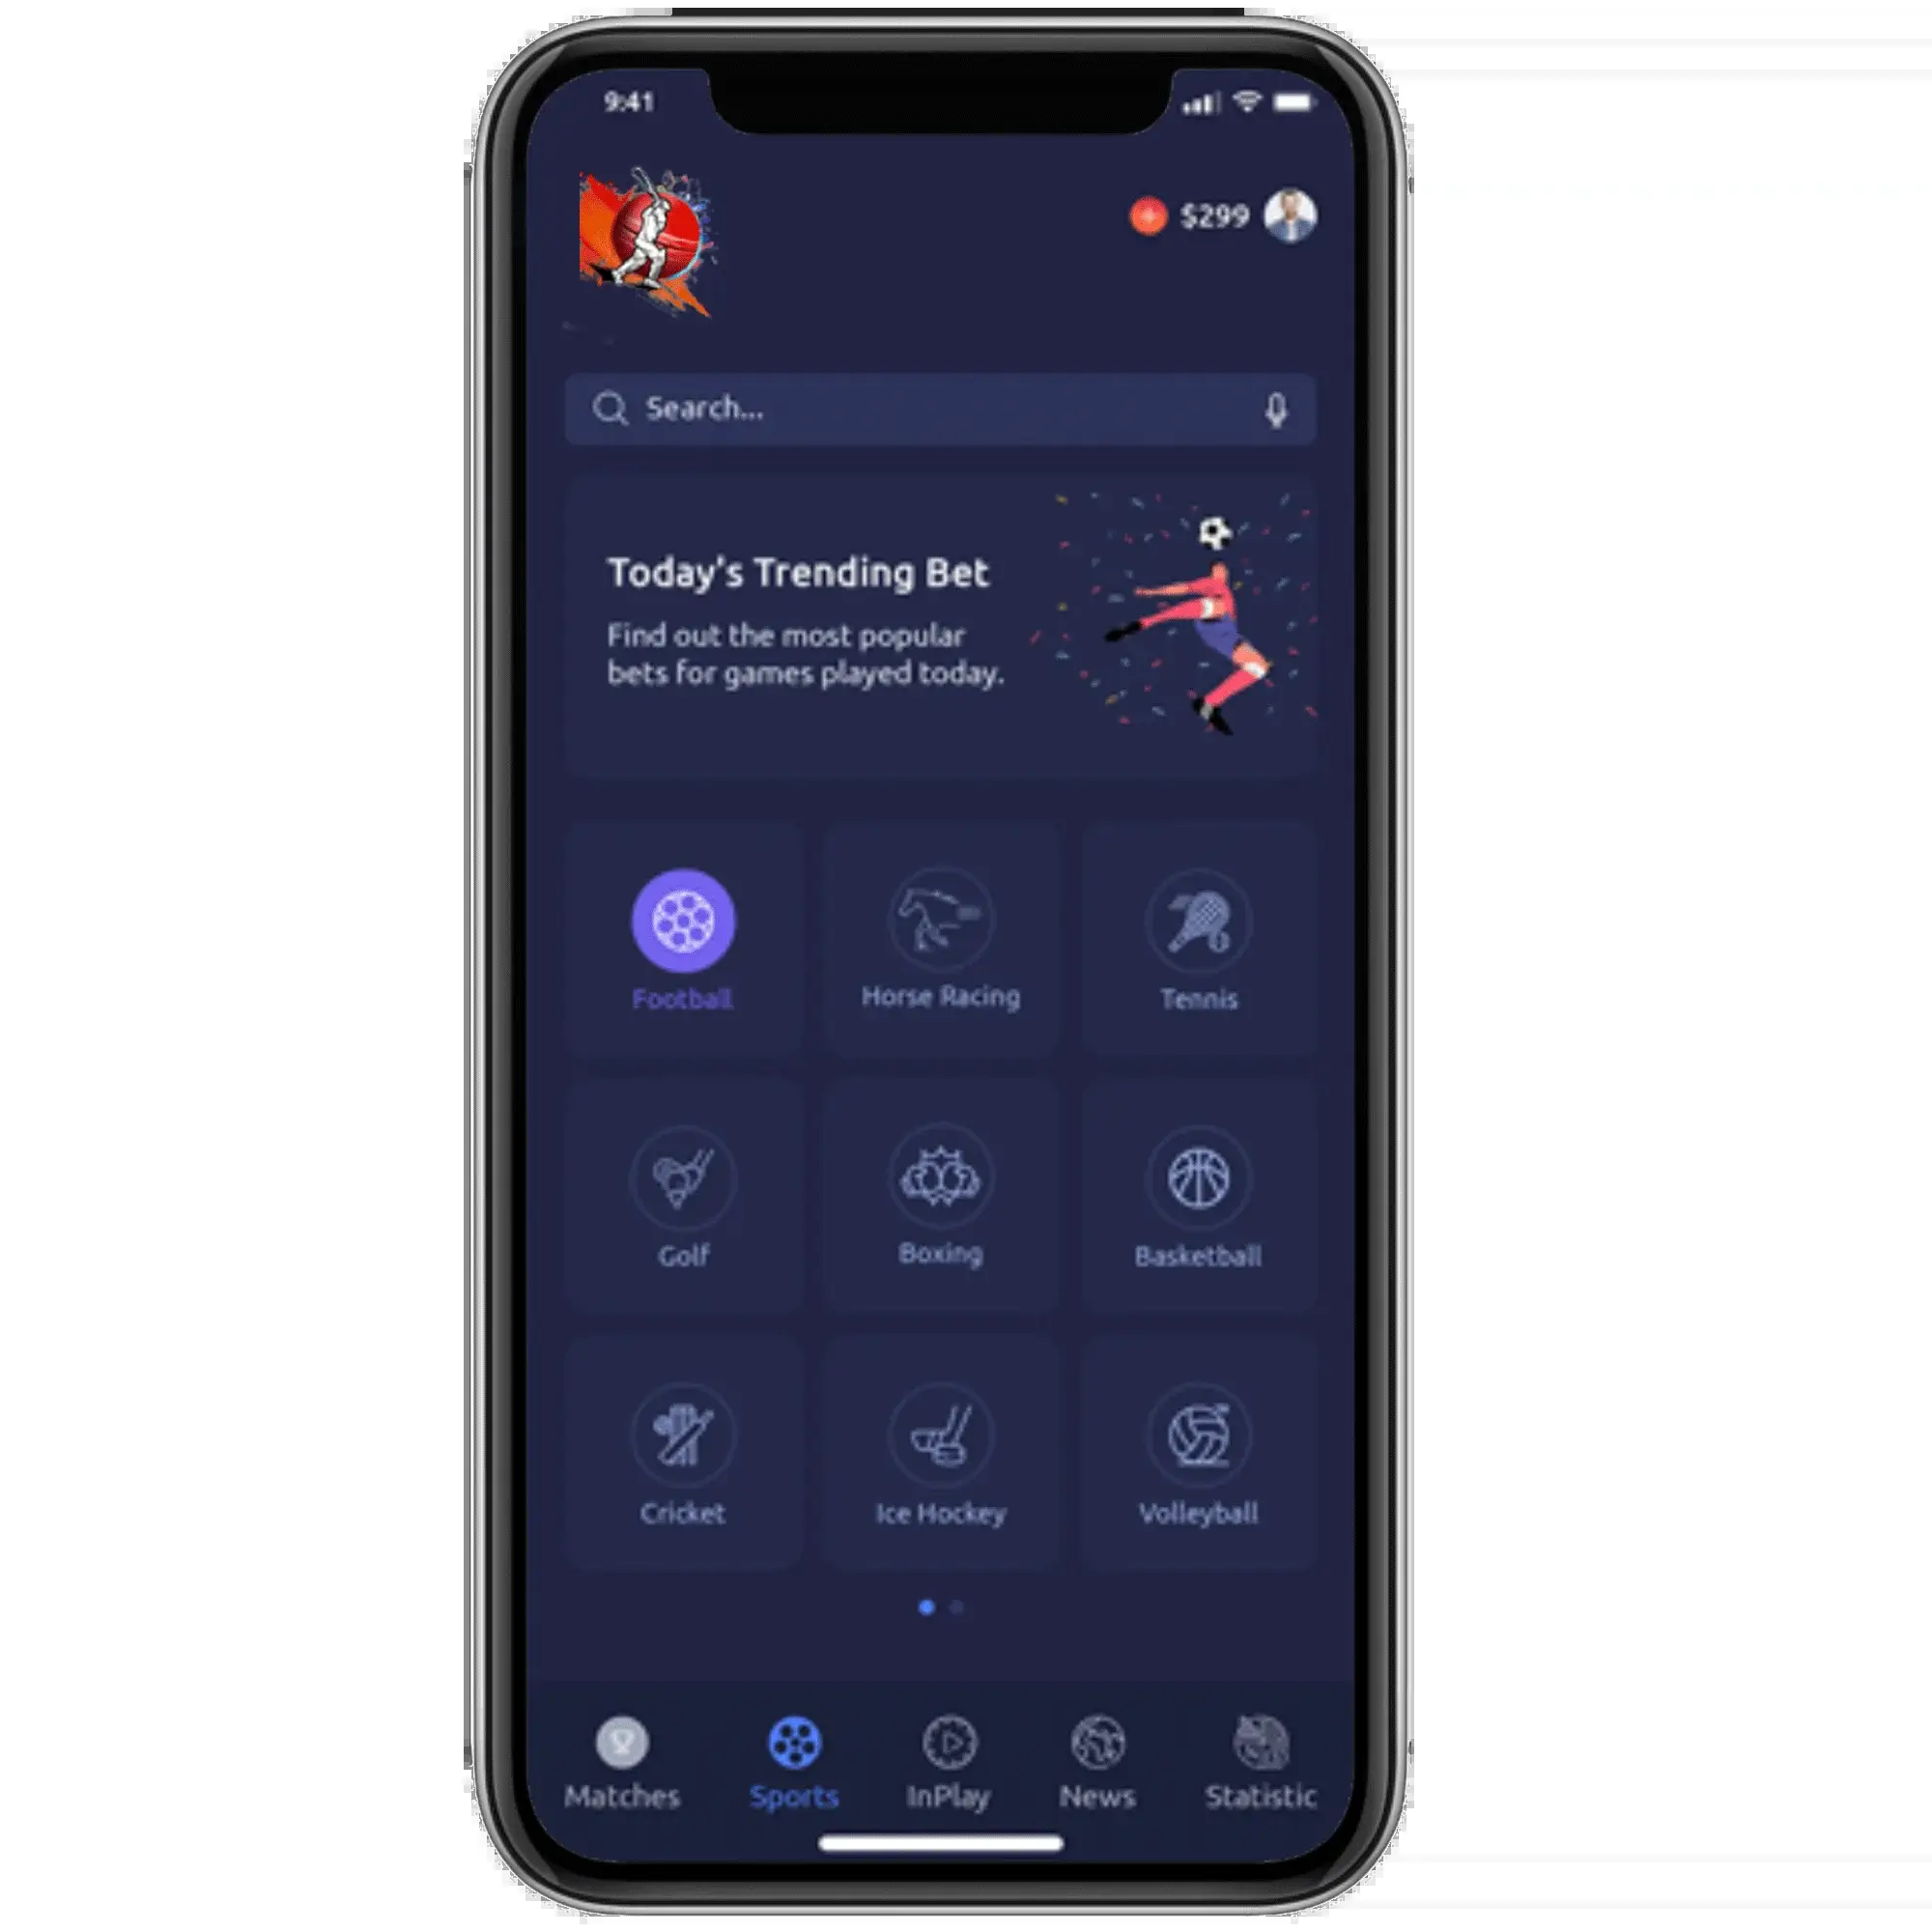 9:41
$299
Search...
Today's Trending Bet
Find out the most popular
bets for games played today.
Football
Horse Racing
Tennis
Golf
Boxing
Basketball
Cricket
Ice Hockey
Volleyball
Matches
Sports
InPlay
News
Statistic